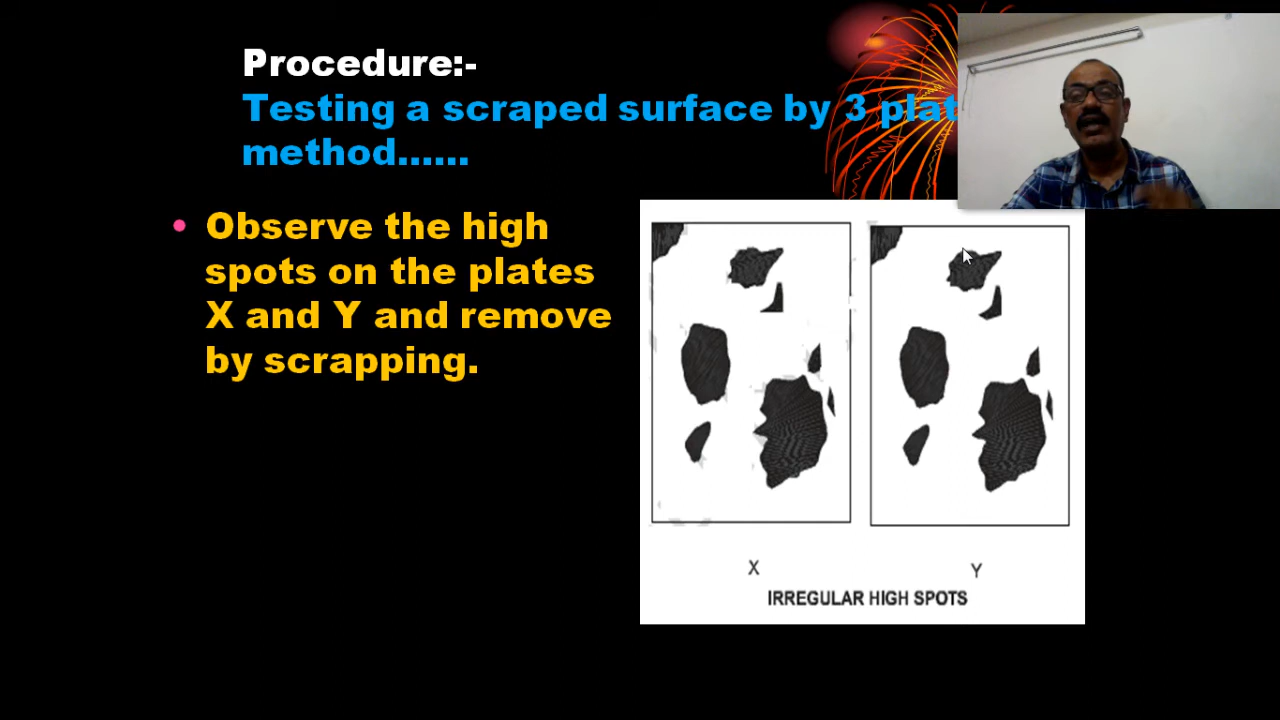 Procedure:-
Testing a scraped surface by 3
method......
• Observe the high
spots on the plates
X and Y and remove
by scrapping.
X
Y
IRREGULAR HIGH SPOTS